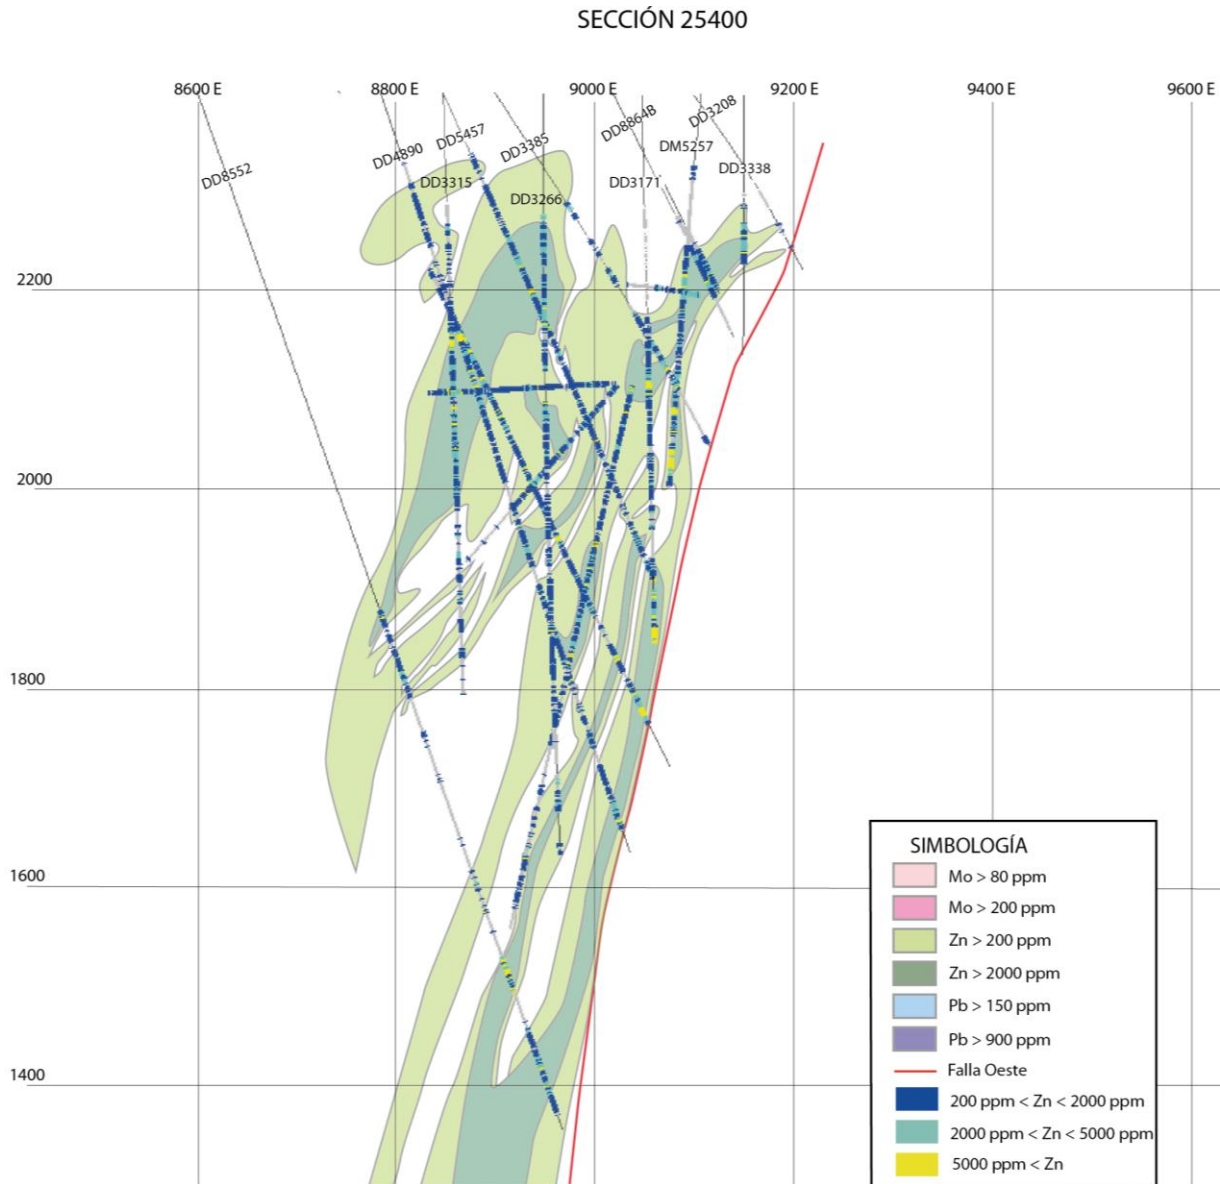 SECCIÓN 25400
8600 E
8800 E
9000 E
9200 E
9400 E
9600 E
DD8552
DD4890
DD5457
DD3385
DD8864B
DD3208
DM5257
DD3338
DD3315
DD3171
DD3266
2200
2000
1800
1600
1400
SIMBOLOGÍA
Mo > 80 ppm
Mo > 200 ppm
Zn > 200 ppm
Zn > 2000 ppm
Pb > 150 ppm
Pb > 900 ppm
Falla Oeste
200 ppm < Zn < 2000 ppm
2000 ppm < Zn < 5000 ppm
5000 ppm < Zn